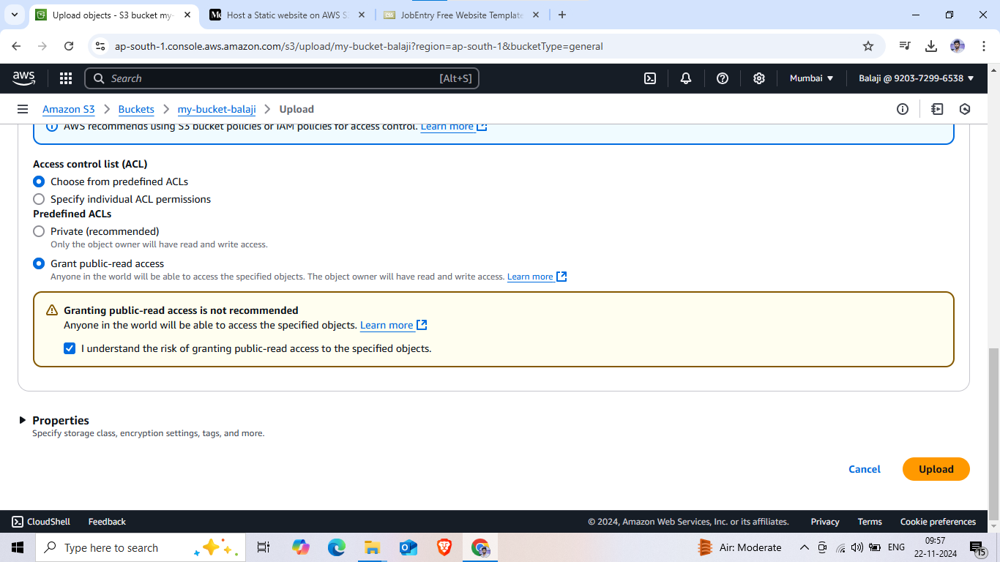 Upload objects - S3 bucket my-
Host a Static website on AWS S
JobEntry Free Website Template
ap-south-1.console.aws.amazon.com/s3/upload/my-bucket-balaji?region=ap-south-1&bucketType=general
aws
Search
[Alt+S]
Mumbai
Balaji @ 9203-7299-6538
Amazon S3
Buckets
my-bucket-balaji
Upload
AWS recommends using S3 bucket policies or IAM policies for access control. Learn more
Access control list (ACL)
Choose from predefined ACLs
Specify individual ACL permissions
Predefined ACLs
Private (recommended)
Only the object owner will have read and write access.
Grant public-read access
Anyone in the world will be able to access the specified objects. The object owner will have read and write access. Learn more
Granting public-read access is not recommended
Anyone in the world will be able to access the specified objects. Learn more
I understand the risk of granting public-read access to the specified objects.
Properties
Specify storage class, encryption settings, tags, and more.
Cancel
Upload
CloudShell
Feedback
© 2024, Amazon Web Services, Inc. or its affiliates.
Privacy
Terms
Cookie preferences
Type here to search
Air: Moderate
ENG
09:57
22-11-2024
15